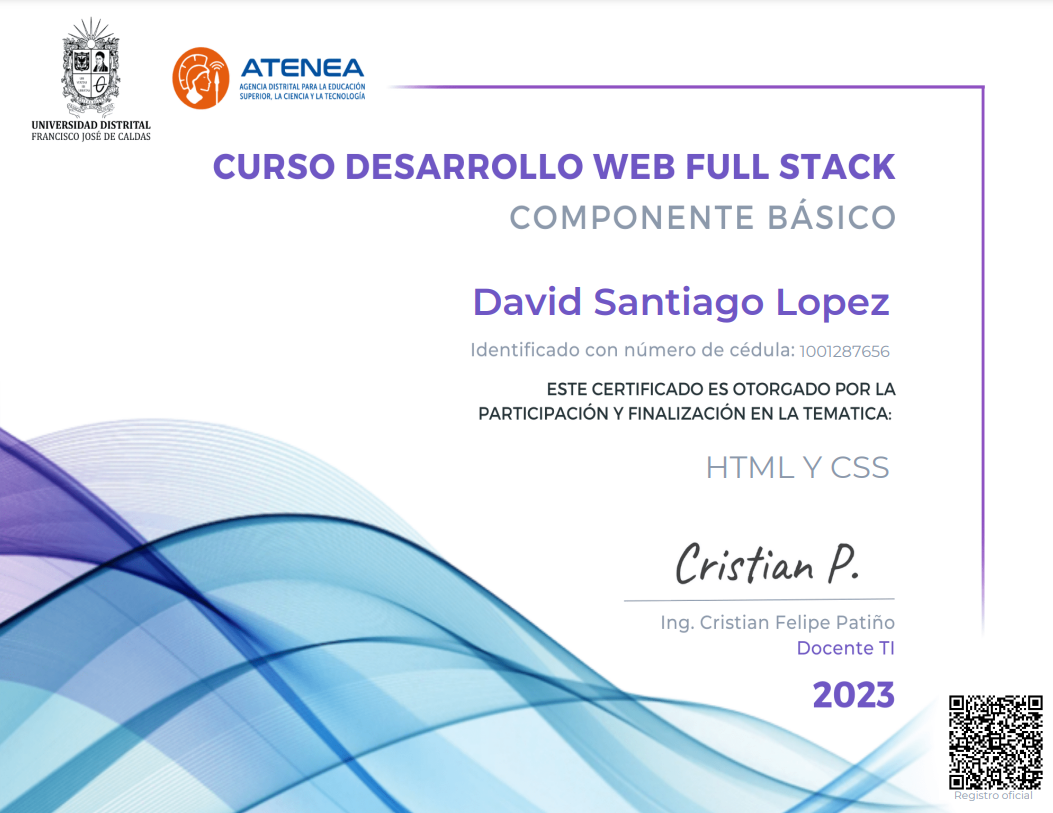 UNIVERSIDAD DISTRITAL
FRANCISCO JOSÉ DE CALDAS
ATENEA
AGENCIA DISTRITAL PARA LA EDUCACIÓN
SUPERIOR, LA CIENCIA Y LA TECNOLOGÍA
CURSO DESARROLLO WEB FULL STACK
COMPONENTE BÁSICO
David Santiago Lopez
Identificado con número de cédula: 1001287656
ESTE CERTIFICADO ES OTORGADO POR LA
PARTICIPACIÓN Y FINALIZACIÓN EN LA TEMATICA:
HTML Y CSS
Cristian P.
Ing. Cristian Felipe Patiño
Docente TI
2023
Registro oficial